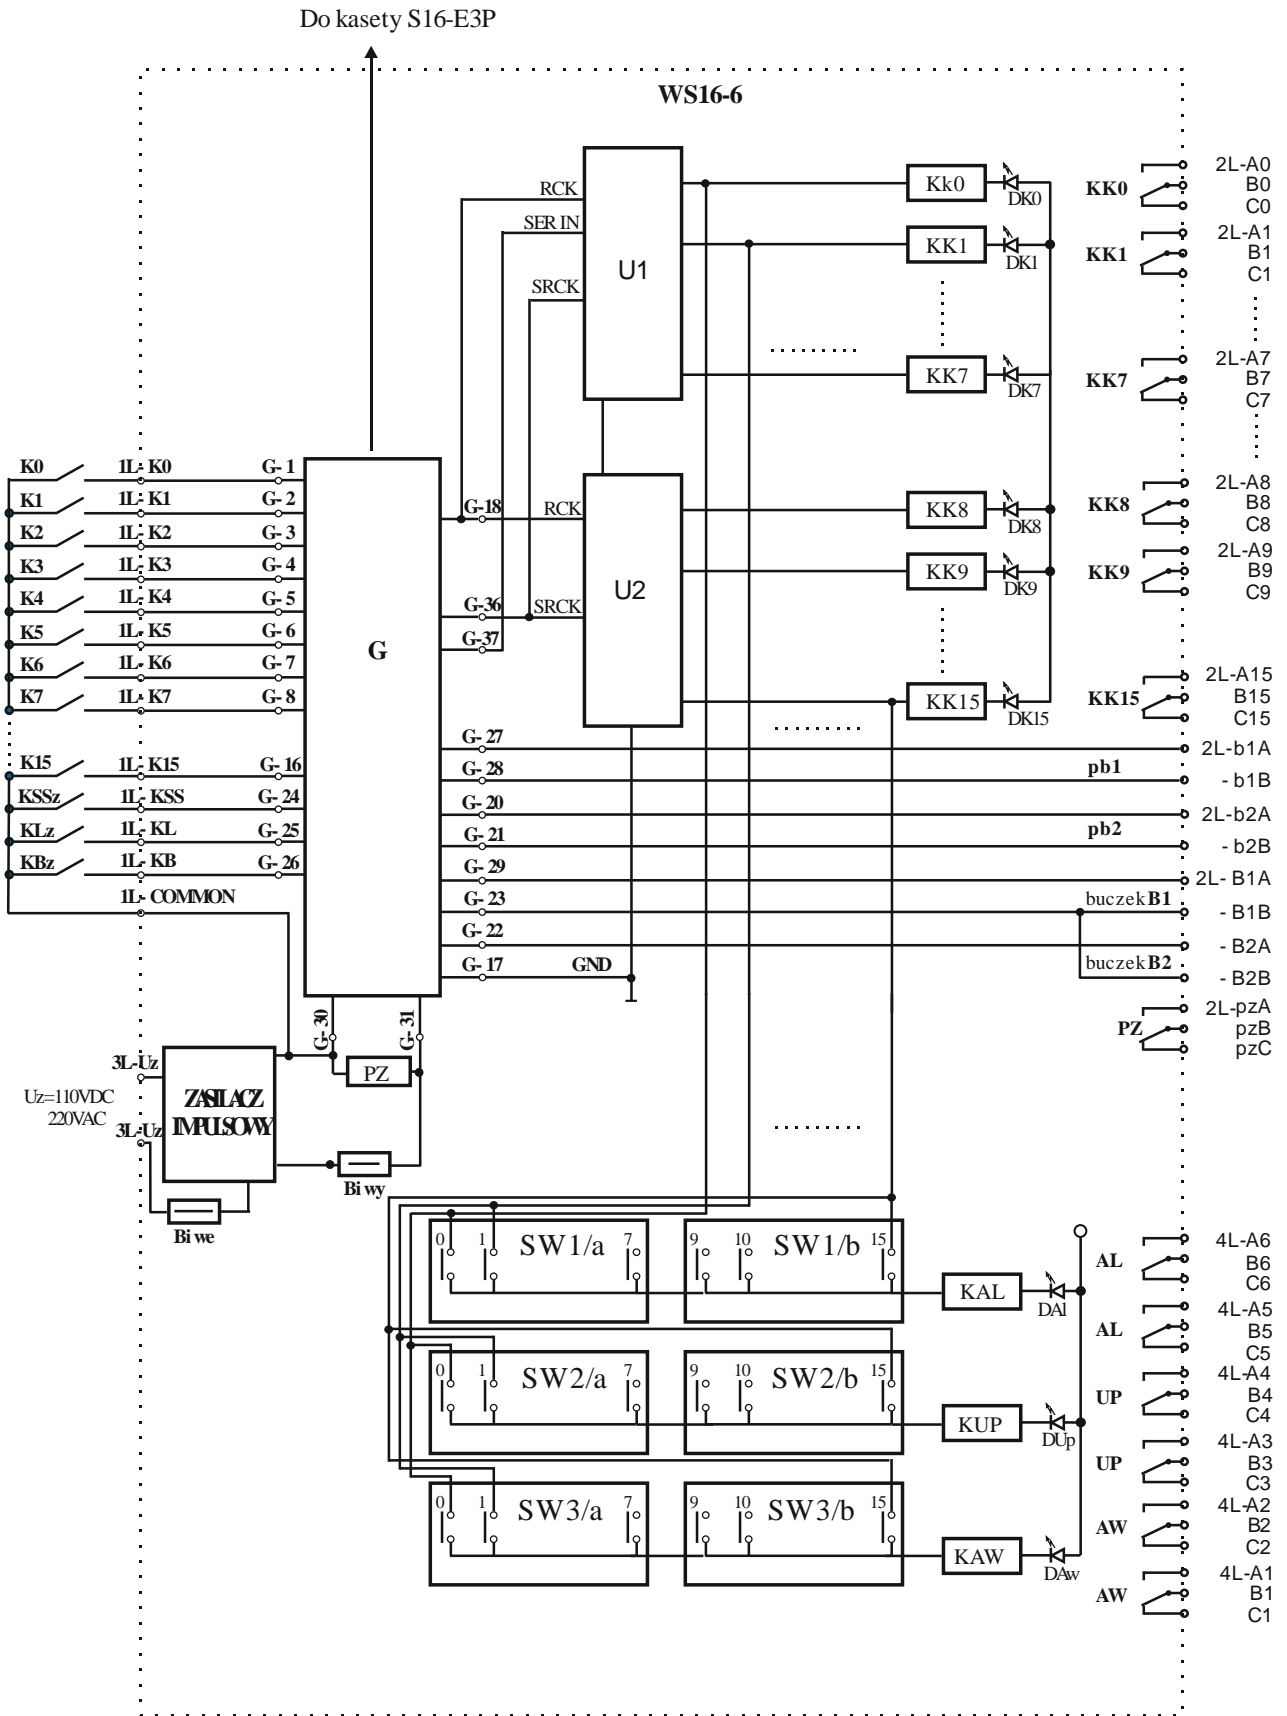 Do kasety S16-E3P
WS16-6
RCK
SER IN
SRCK
U1
Kk0
DK0
KK1
DK1
KK7
DK7
KK0
2L-A0
B0
C0
KK1
2L-A1
B1
C1
KK7
2L-A7
B7
C7
K0 1L- K0 G- 1
K1 1L- K1 G- 2
K2 1L- K2 G- 3
K3 1L- K3 G- 4
K4 1L- K4 G- 5
K5 1L- K5 G- 6
K6 1L- K6 G- 7
K7 1L- K7 G- 8
K15 1L- K15 G- 16
KSSz 1L- KSS G- 24
KLz 1L- KL G- 25
KBz 1L- KB G- 26
1L- COMMON
G
G-18
G-36
G-37
RCK
SRCK
U2
KK8
DK8
KK9
DK9
KK15
DK15
KK8
2L-A8
B8
C8
KK9
2L-A9
B9
C9
KK15
2L-A15
B15
C15
G- 27 2L-b1A
G- 28 pb1 - b1B
G- 20 2L-b2A
G- 21 pb2 - b2B
G- 29 2L- B1A
G- 23 buczek B1 - B1B
G- 22 - B2A
G- 17 GND buczek B2 - B2B
G- 30
G- 31
PZ
PZ
2L-pzA
pzB
pzC
3L-Uz
Uz=110VDC
220VAC
3L-Uz
ZASILACZ
IMPULSOWY
Bi wy
Bi we
0 1 SW1/a 7 9 10 SW1/b 15
KAL
DAl
0 1 SW2/a 7 9 10 SW2/b 15
KUP
DUp
0 1 SW3/a 7 9 10 SW3/b 15
KAW
DAw
AL
4L-A6
B6
C6
AL
4L-A5
B5
C5
UP
4L-A4
B4
C4
UP
4L-A3
B3
C3
AW
4L-A2
B2
C2
AW
4L-A1
B1
C1